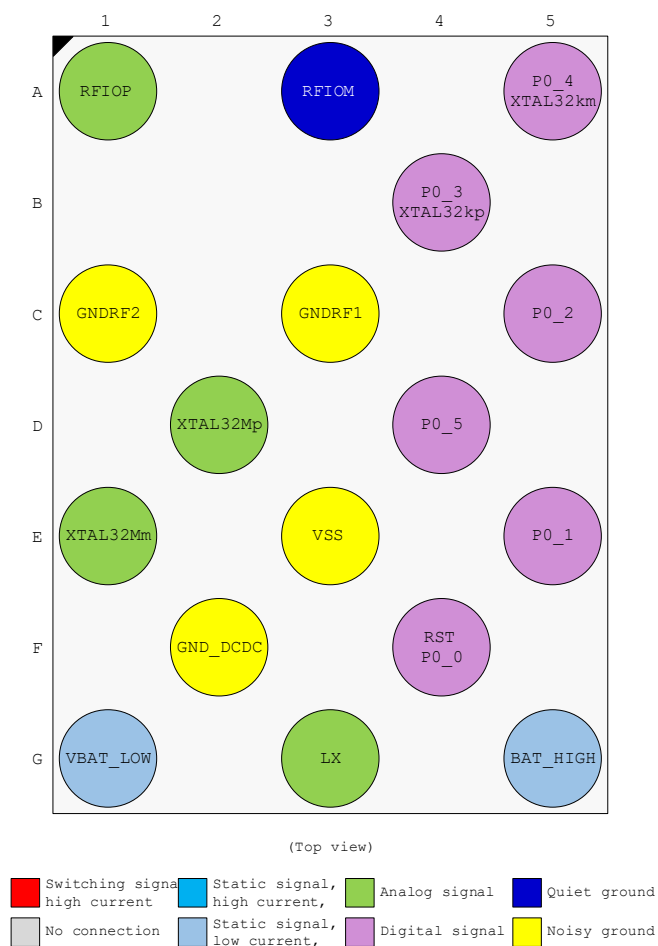 1 2 3 4 5
A
RFIOP RFIOM P0_4
XTAL32km
B
P0_3
XTAL32kp
C
GNDRF2 GNDRF1 P0_2
D
XTAL32Mp P0_5
E
XTAL32Mm VSS P0_1
F
GND_DCDC RST
P0_0
G
VBAT_LOW LX BAT_HIGH
(Top view)
Switching signa
high current
Static signal,
high current,
Analog signal
Quiet ground
No connection
Static signal,
low current,
Digital signal
Noisy ground